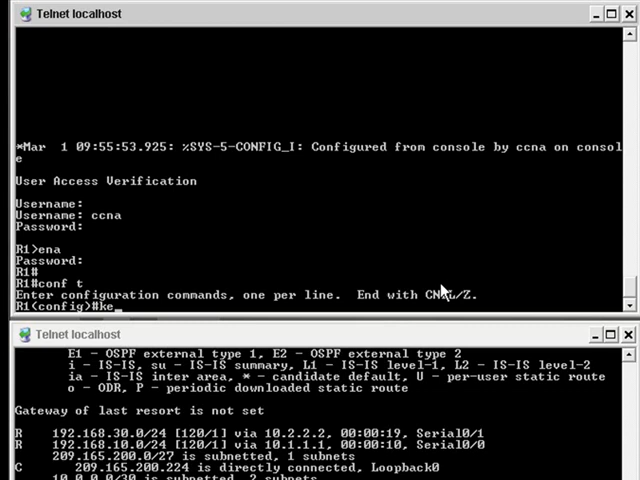 Telnet localhost
*Mar  1 09:55:53.925: %SYS-5-CONFIG_I: Configured from console by ccna on consol
e
User Access Verification
Username:
Username: ccna
Password:
R1>ena
Password:
R1#
R1#conf t
Enter configuration commands, one per line.  End with CNTL/Z.
R1(config)#ke_
Telnet localhost
E1 - OSPF external type 1, E2 - OSPF external type 2
i - IS-IS, su - IS-IS summary, L1 - IS-IS level-1, L2 - IS-IS level-2
ia - IS-IS inter area, * - candidate default, U - per-user static route
o - ODR, P - periodic downloaded static route
Gateway of last resort is not set
R    192.168.30.0/24 [120/1] via 10.2.2.2, 00:00:19, Serial0/1
R    192.168.10.0/24 [120/1] via 10.1.1.1, 00:00:10, Serial0/0
209.165.200.0/27 is subnetted, 1 subnets
C       209.165.200.224 is directly connected, Loopback0
10.0.0.0/30 is subnetted, 2 subnets